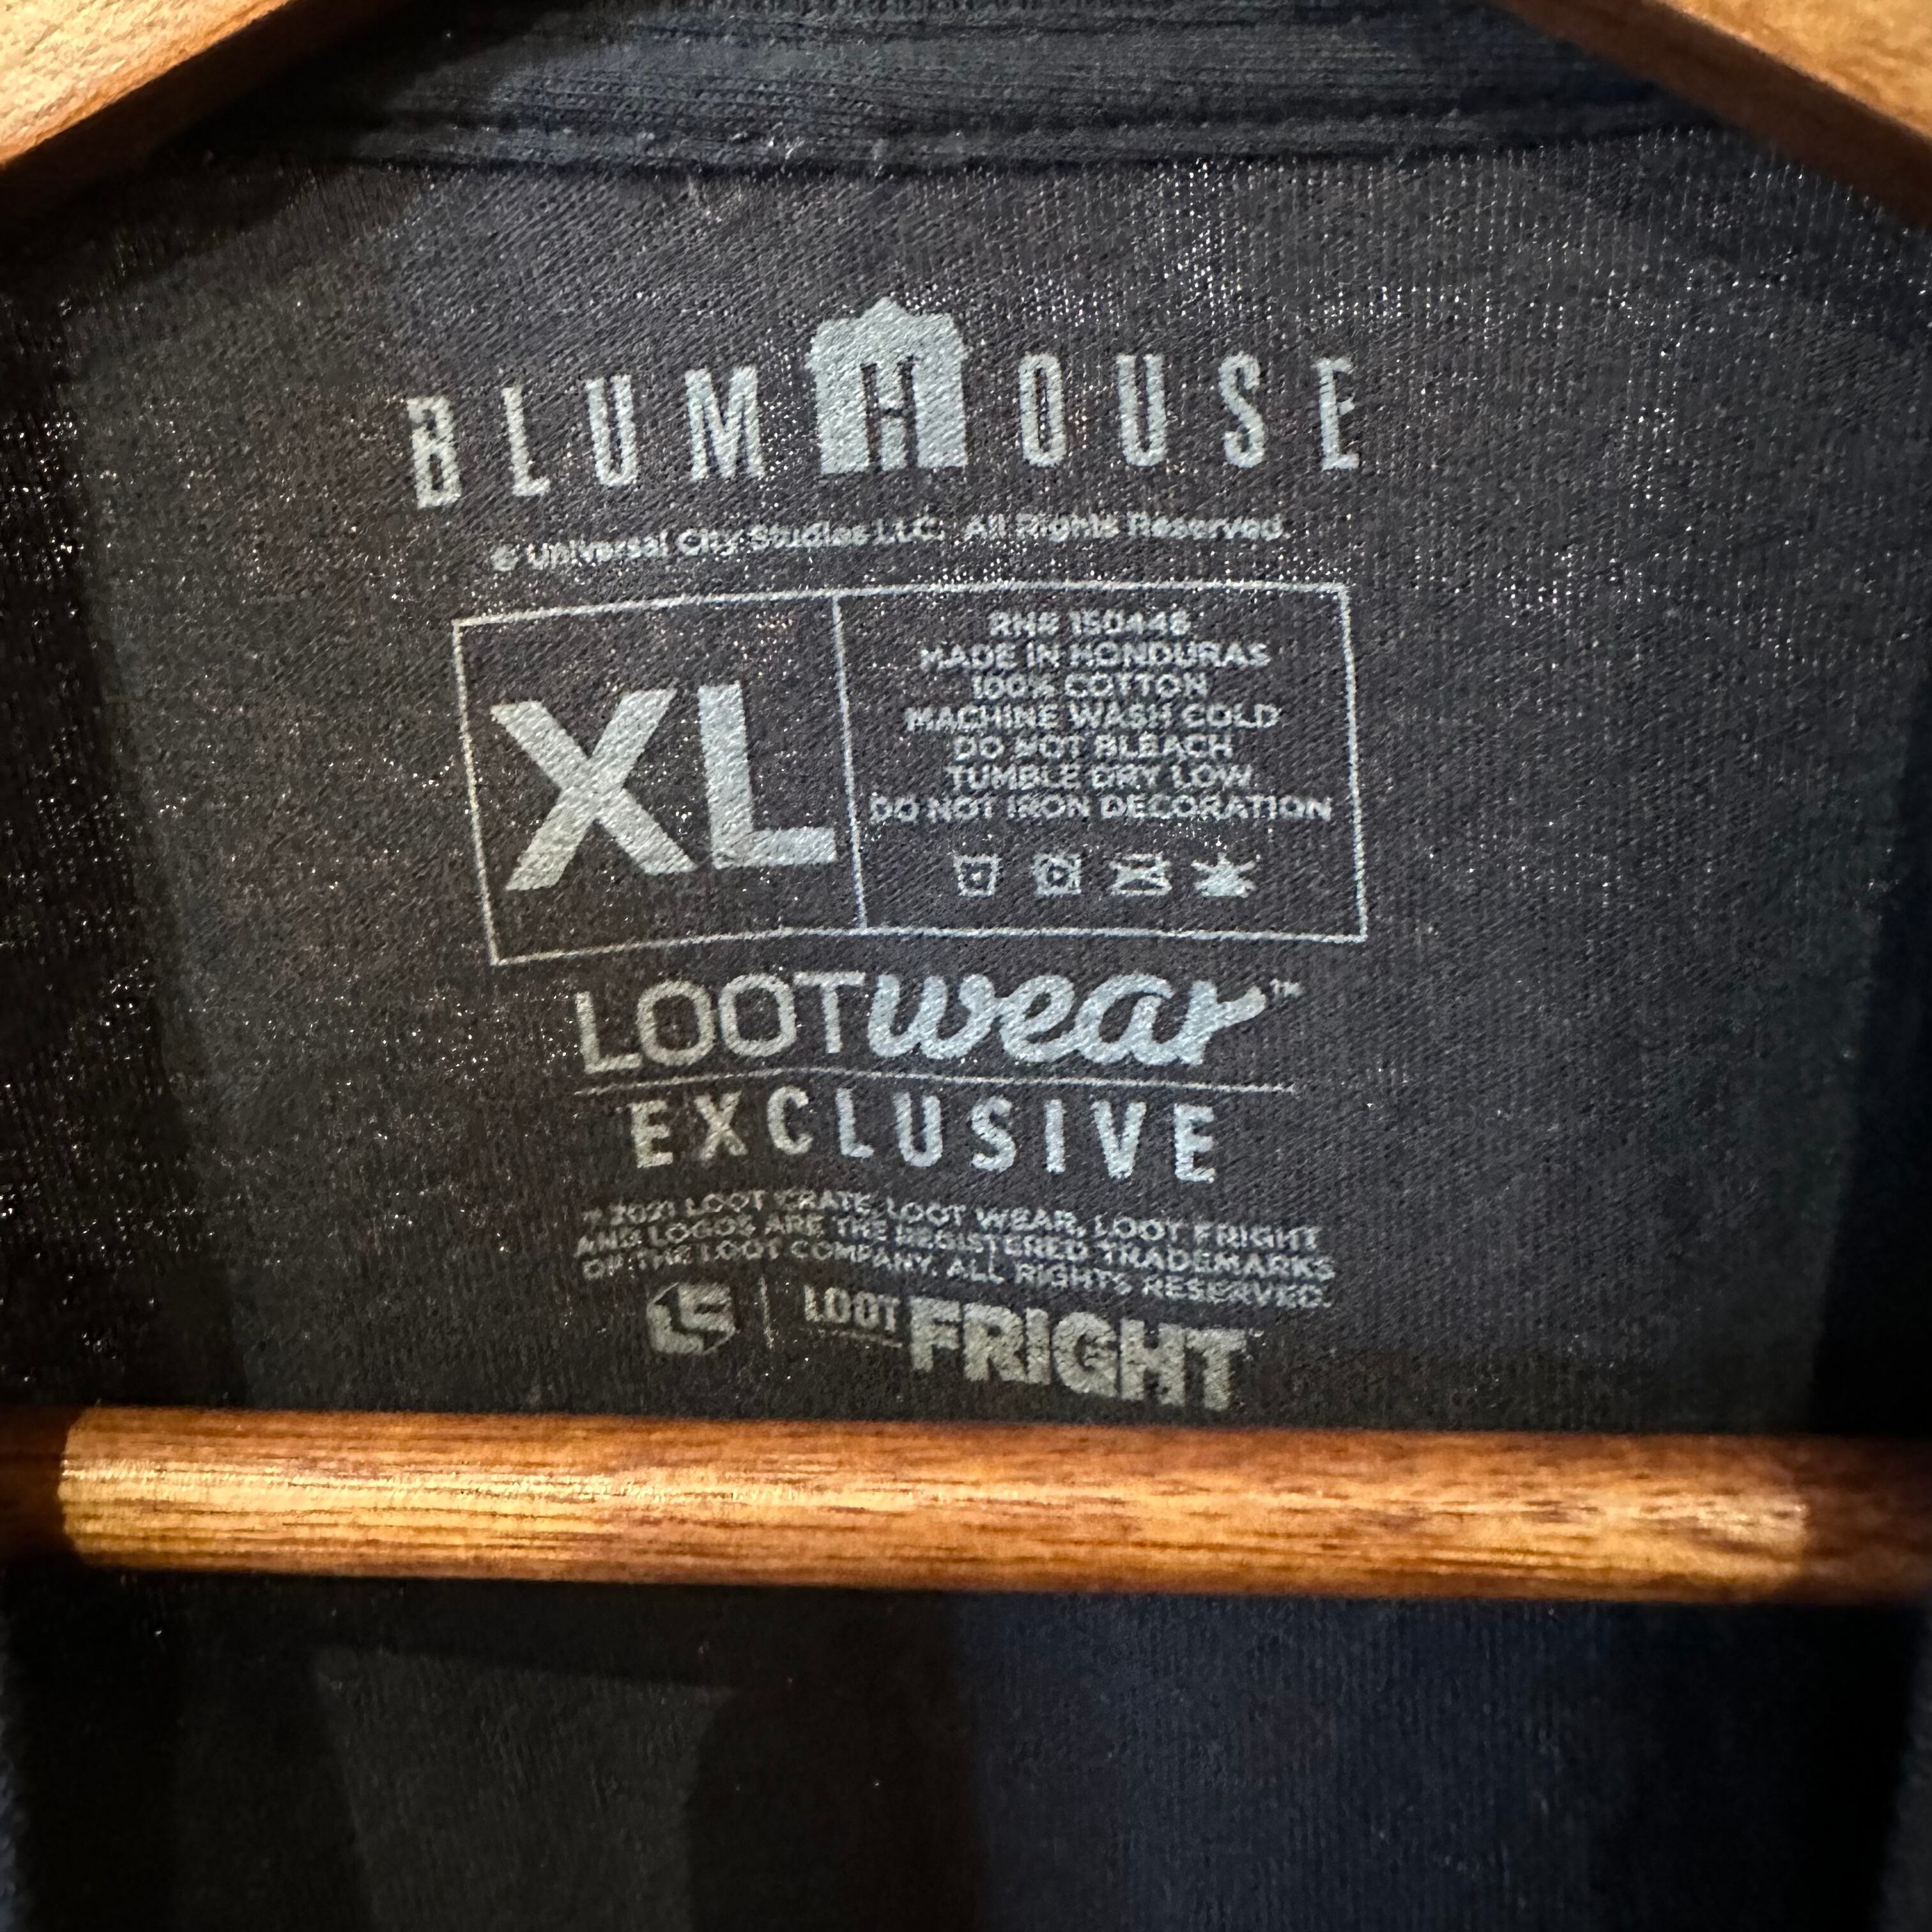 BLUMHOUSE
© Universal City Studios LLC. All Rights Reserved.
XL
RN# 150446
MADE IN HONDURAS
100% COTTON
MACHINE WASH COLD
DO NOT BLEACH
TUMBLE DRY LOW
DO NOT IRON DECORATION
LOOTwear™
EXCLUSIVE
© 2021 LOOT CRATE, LOOT WEAR, LOOT FRIGHT
AND LOGOS ARE THE REGISTERED TRADEMARKS
OF THE LOOT COMPANY. ALL RIGHTS RESERVED.
LOOT FRIGHT